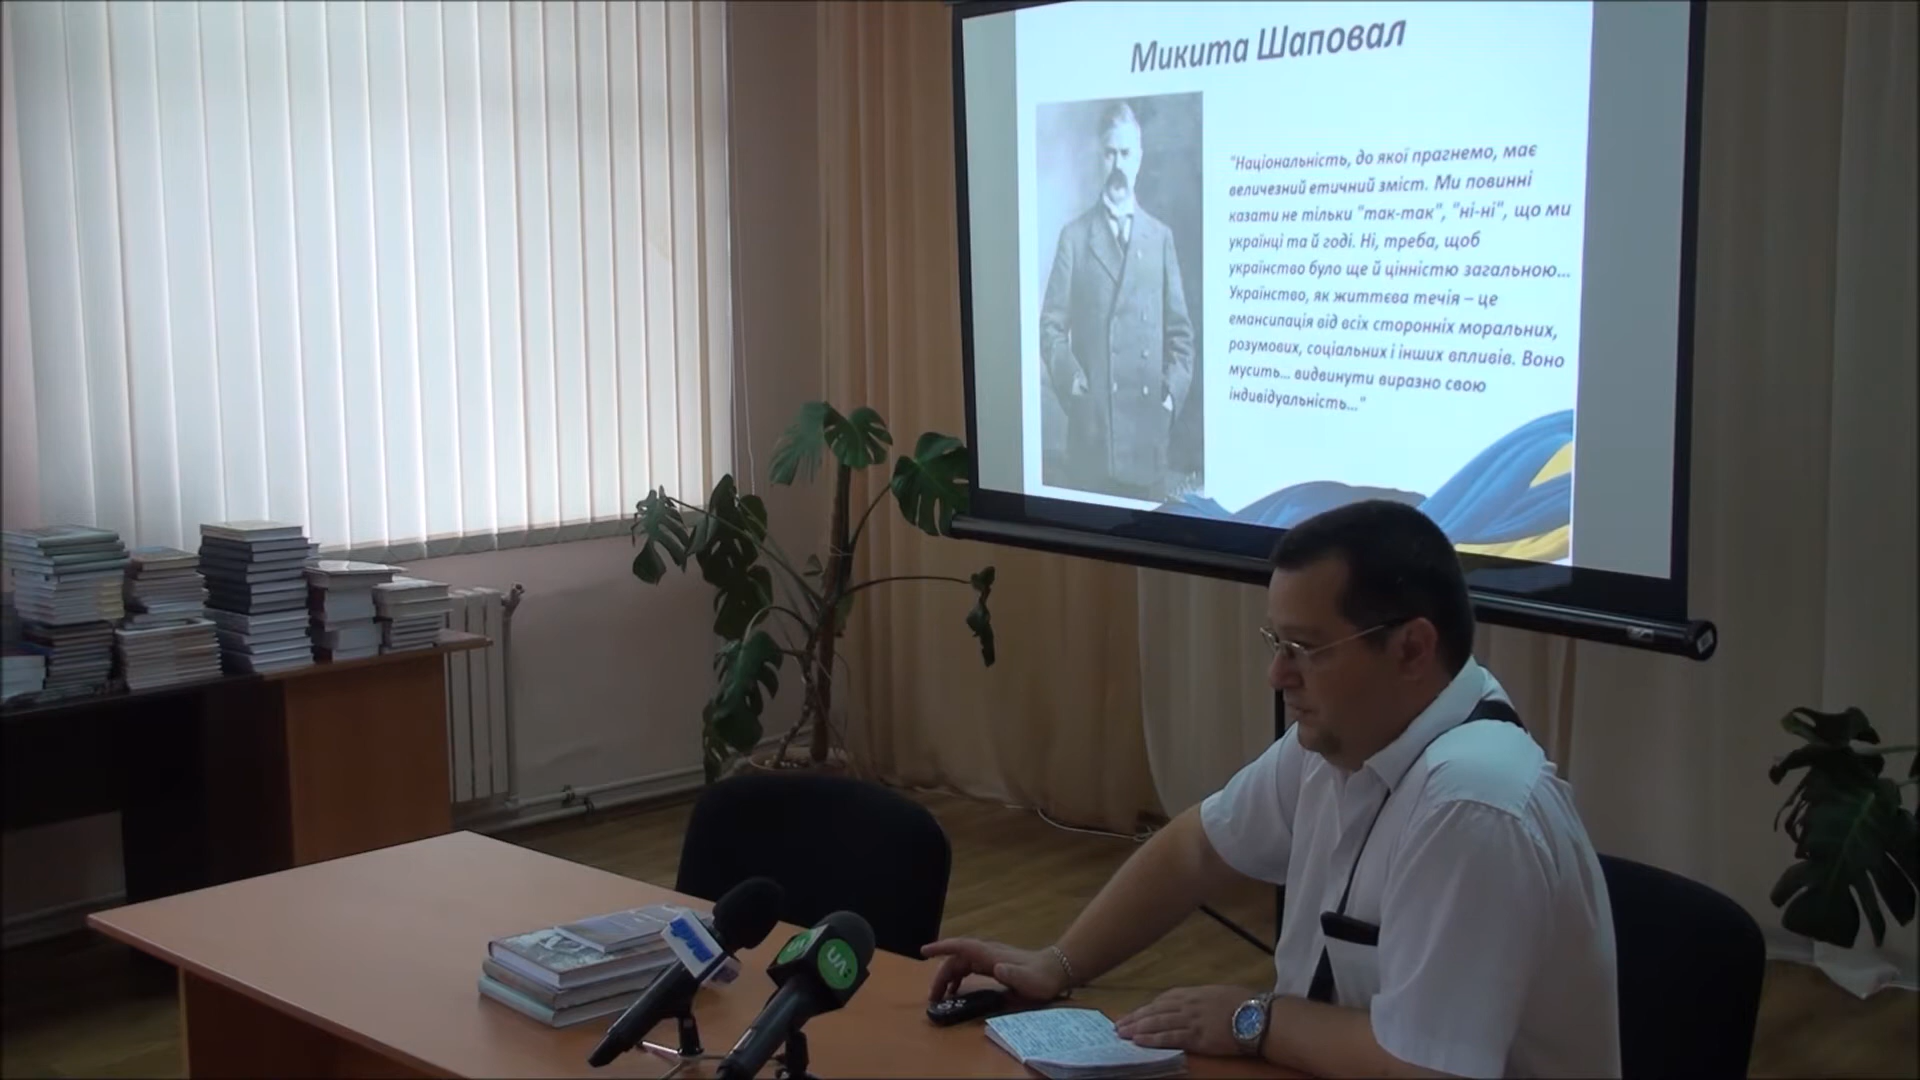 Микита Шаповал
"Національність, до якої прагнемо, має
величезний етичний зміст. Ми повинні
казати не тільки "так-так", "ні-ні", що ми
українці та й годі. Ні, треба, щоб
українство було ще й цінністю загальною...
Українство, як життєва течія – це
емансипація від всіх сторонніх моральних,
розумових, соціальних і інших впливів. Воно
мусить... видвинути виразно свою
індивідуальність..."
UA: